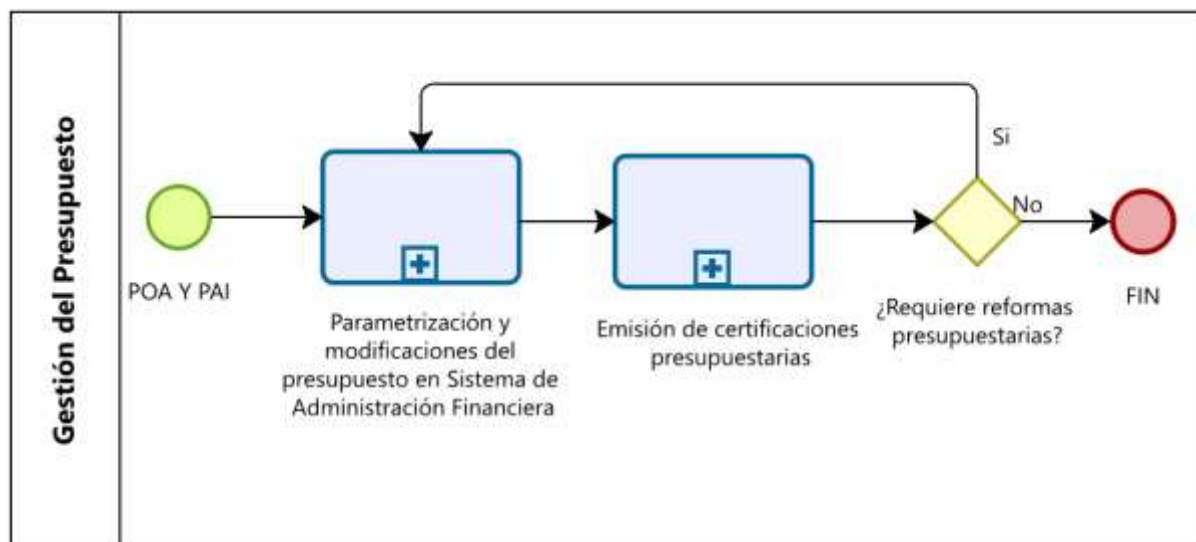 Gestión del Presupuesto
POA Y PAI
Parametrización y
modificaciones del
presupuesto en Sistema de
Administración Financiera
Emisión de certificaciones
presupuestarias
Si
No
¿Requiere reformas
presupuestarias?
FIN